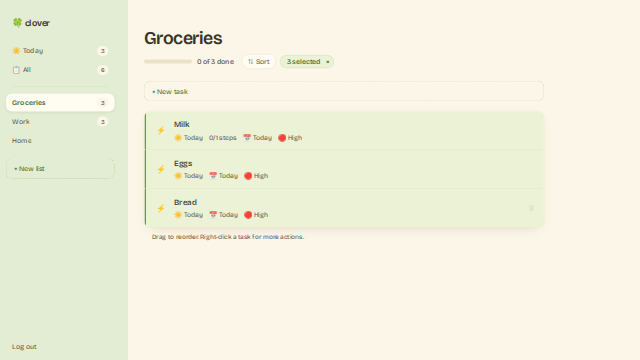 clover
Today 3
All 6
Groceries 3
Work 3
Home
+ New list
Log out
Groceries
0 of 3 done
Sort
3 selected
+ New task
Milk
Today 0/1 steps Today High
Eggs
Today Today High
Bread
Today Today High
Drag to reorder. Right-click a task for more actions.